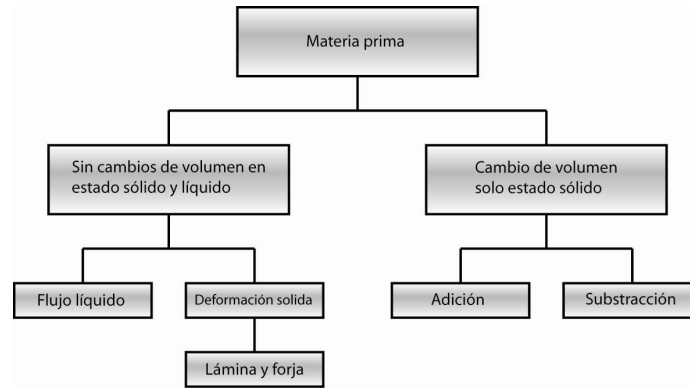 Materia prima
Sin cambios de volumen en
estado sólido y líquido
Cambio de volumen
solo estado sólido
Flujo líquido
Deformación solida
Adición
Substracción
Lámina y forja